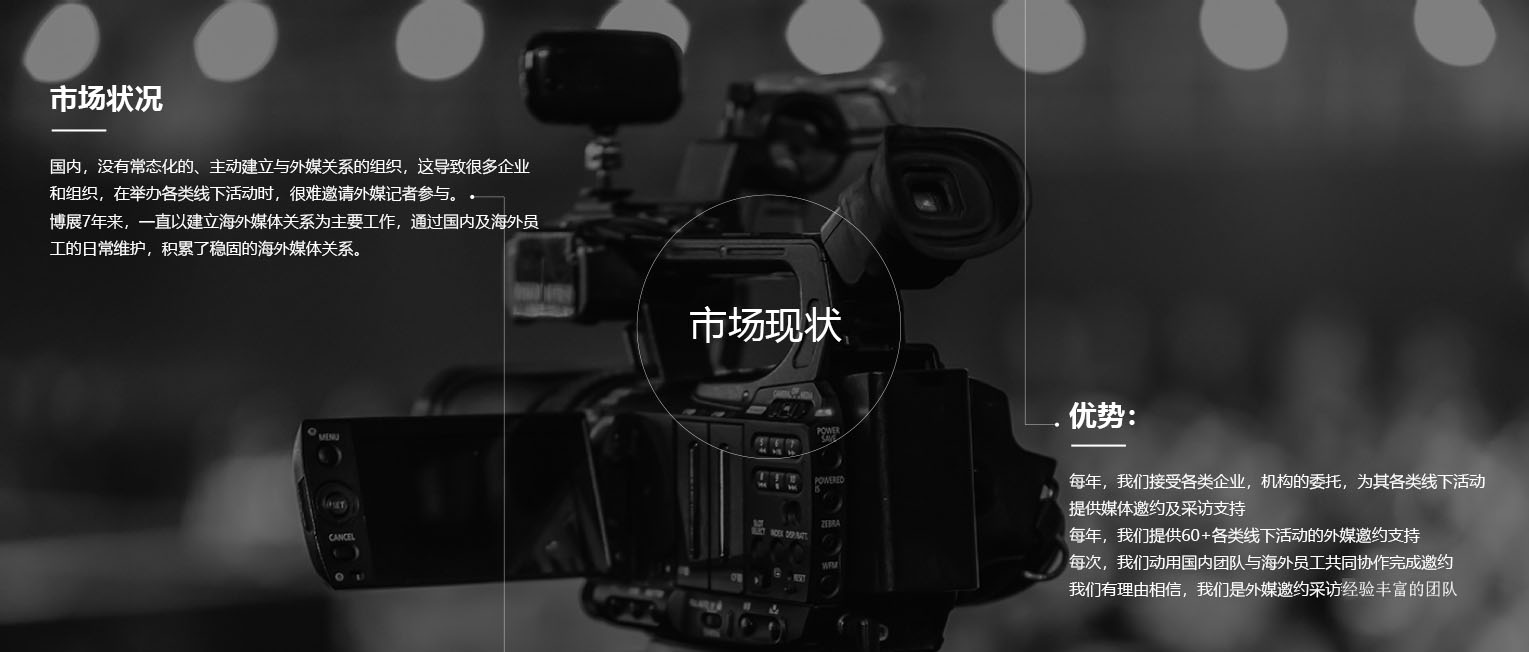 市场状况
国内，没有常态化的、主动建立与外媒关系的组织，这导致很多企业
和组织，在举办各类线下活动时，很难邀请外媒记者参与。
博展7年来，一直以建立海外媒体关系为主要工作，通过国内及海外员
工的日常维护，积累了稳固的海外媒体关系。
市场现状
优势：
每年，我们接受各类企业，机构的委托，为其各类线下活动
提供媒体邀约及采访支持
每年，我们提供60+各类线下活动的外媒邀约支持
每次，我们动用国内团队与海外员工共同协作完成邀约
我们有理由相信，我们是外媒邀约采访经验丰富的团队
MENU
SET
CANCEL
POWER
SAVE
5 6 7
8 9 10
POWERED
IS
SLOT
SELECT
INDEX DISP./BATT.
ZEBRA
WFM
RESET